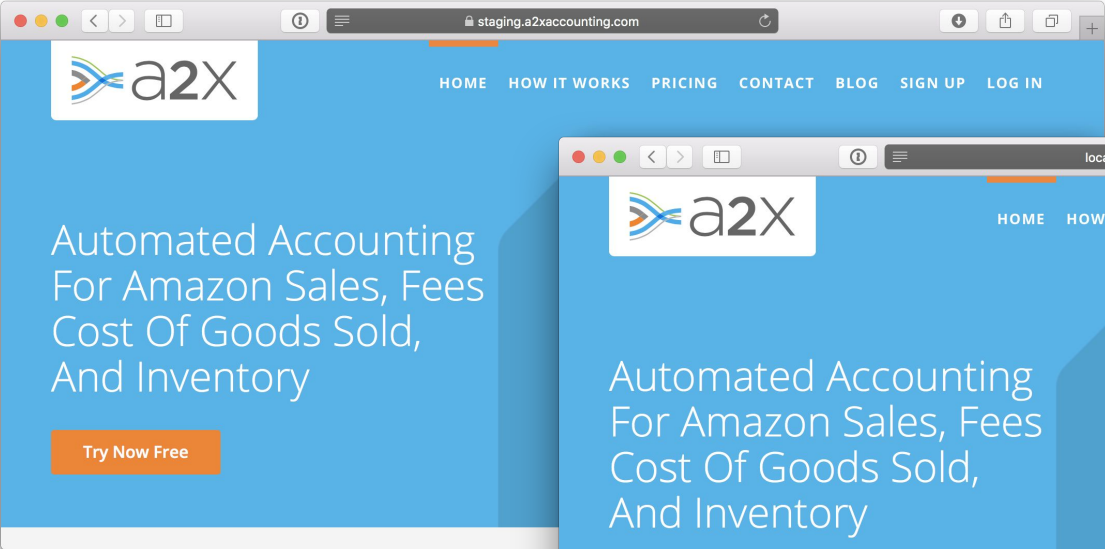 staging.a2xaccounting.com
a2x
HOME HOW IT WORKS PRICING CONTACT BLOG SIGN UP LOG IN
Automated Accounting
For Amazon Sales, Fees
Cost Of Goods Sold,
And Inventory
Try Now Free
loca
a2x
HOME HOW
Automated Accounting
For Amazon Sales, Fees
Cost Of Goods Sold,
And Inventory